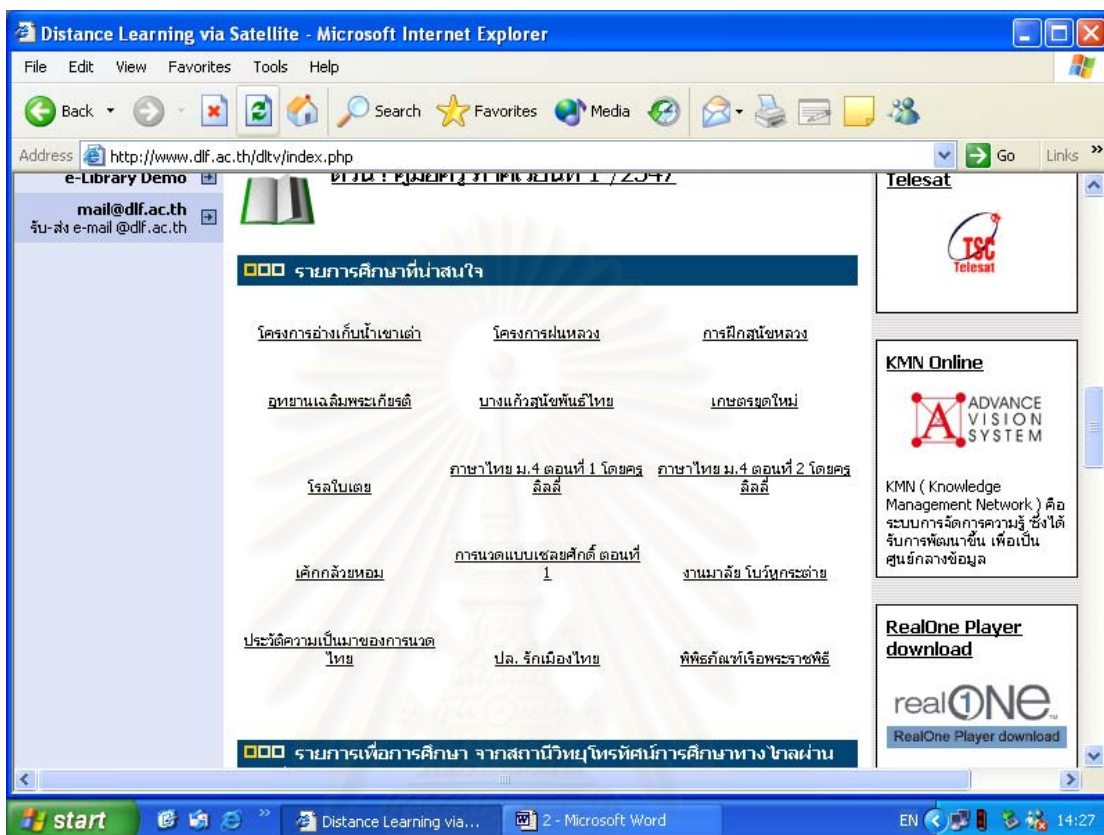 Distance Learning via Satellite - Microsoft Internet Explorer
File Edit View Favorites Tools Help
Back Search Favorites Media
Address http://www.dlf.ac.th/dltv/index.php Go Links »
e-Library Demo
mail@dlf.ac.th
รับ-ส่ง e-mail @dlf.ac.th
ด่วน ! คู่มือครู ภาคเรียนที่ 1 /2547
รายการศึกษาที่น่าสนใจ
โครงการอ่างเก็บน้ำเขาเต่า โครงการฝนหลวง การฝึกสุนัขหลวง
อุทยานเฉลิมพระเกียรติ บางแก้วสุนัขพันธ์ไทย เกษตรยุดใหม่
โรลใบเตย ภาษาไทย ม.4 ตอนที่ 1 โดยครู ภาษาไทย ม.4 ตอนที่ 2 โดยครู
ลิลลี่ ลิลลี่
เค้กกล้วยหอม การนวดแบบเชลยศักดิ์ ตอนที่ งานมาลัย โบว์หูกระต่าย
1
ประวัติความเป็นมาของการนวด ปล. รักเมืองไทย พิพิธภัณฑ์เรือพระราชพิธี
ไทย
รายการเพื่อการศึกษา จากสถานีวิทยุโทรทัศน์การศึกษาทางไกลผ่าน
Telesat
TSC
Telesat
KMN Online
A ADVANCE
VISION
SYSTEM
KMN ( Knowledge
Management Network ) คือ
ระบบการจัดการความรู้ ซึ่งได้
รับการพัฒนาขึ้น เพื่อเป็น
ศูนย์กลางข้อมูล
RealOne Player
download
real ONE™
RealOne Player download
start » Distance Learning via... 2 - Microsoft Word EN 14:27